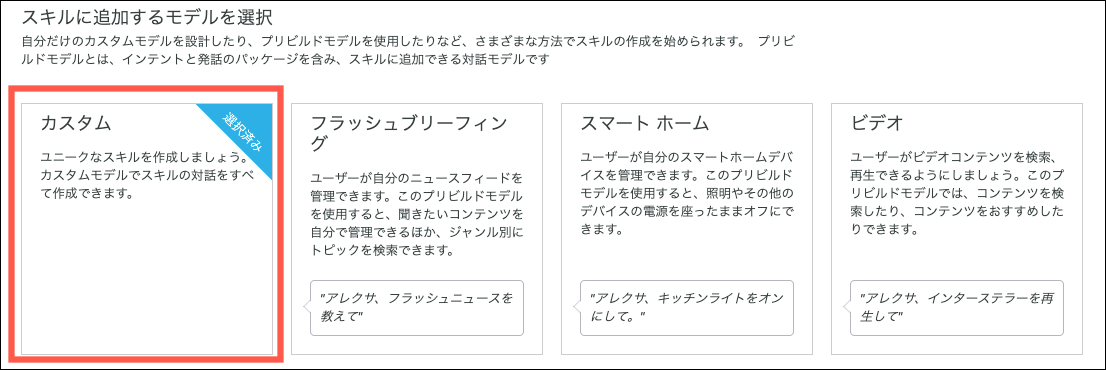 スキルに追加するモデルを選択
自分だけのカスタムモデルを設計したり、プリビルドモデルを使用したりなど、さまざまな方法でスキルの作成を始められます。 プリビ
ルドモデルとは、インテントと発話のパッケージを含み、スキルに追加できる対話モデルです
カスタム
選択済み
ユニークなスキルを作成しましょう。
カスタムモデルでスキルの対話をすべ
て作成できます。
フラッシュブリーフィン
グ
ユーザーが自分のニュースフィードを
管理できます。このプリビルドモデル
を使用すると、聞きたいコンテンツを
自分で管理できるほか、ジャンル別に
トピックを検索できます。
"アレクサ、フラッシュニュースを
教えて"
スマート ホーム
ユーザーが自分のスマートホームデバ
イスを管理できます。このプリビルド
モデルを使用すると、照明やその他の
デバイスの電源を座ったままオフにで
きます。
"アレクサ、キッチンライトをオン
にして。"
ビデオ
ユーザーがビデオコンテンツを検索、
再生できるようにしましょう。このプ
リビルドモデルでは、コンテンツを検
索したり、コンテンツをおすすめした
りできます。
"アレクサ、インターステラーを再
生して"